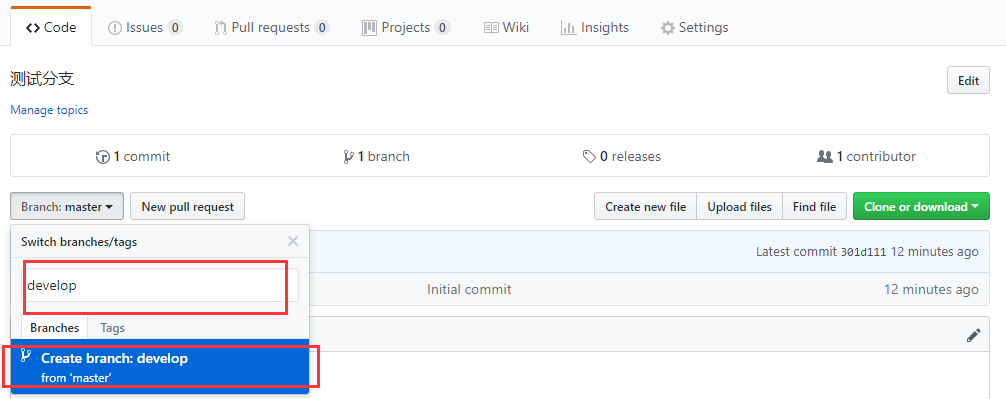 Code Issues 0 Pull requests 0 Projects 0 Wiki Insights Settings
测试分支
Edit
Manage topics
1 commit 1 branch 0 releases 1 contributor
Branch: master New pull request Create new file Upload files Find file Clone or download
Switch branches/tags
Latest commit 301d111 12 minutes ago
develop
Initial commit 12 minutes ago
Branches Tags
Create branch: develop
from ‘master’